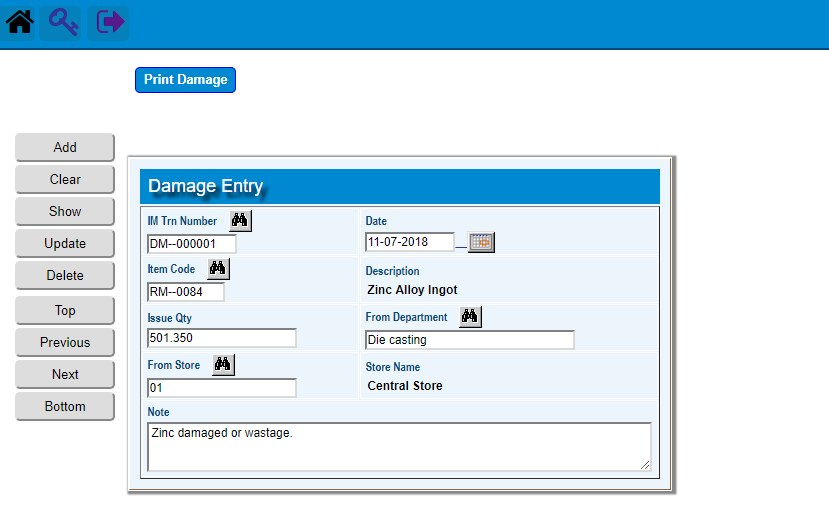 Print Damage
Add
Clear
Show
Update
Delete
Top
Previous
Next
Bottom
Damage Entry
IM Trn Number
DM--000001
Date
11-07-2018
Item Code
RM--0084
Description
Zinc Alloy Ingot
Issue Qty
501.350
From Department
Die casting
From Store
01
Store Name
Central Store
Note
Zinc damaged or wastage.